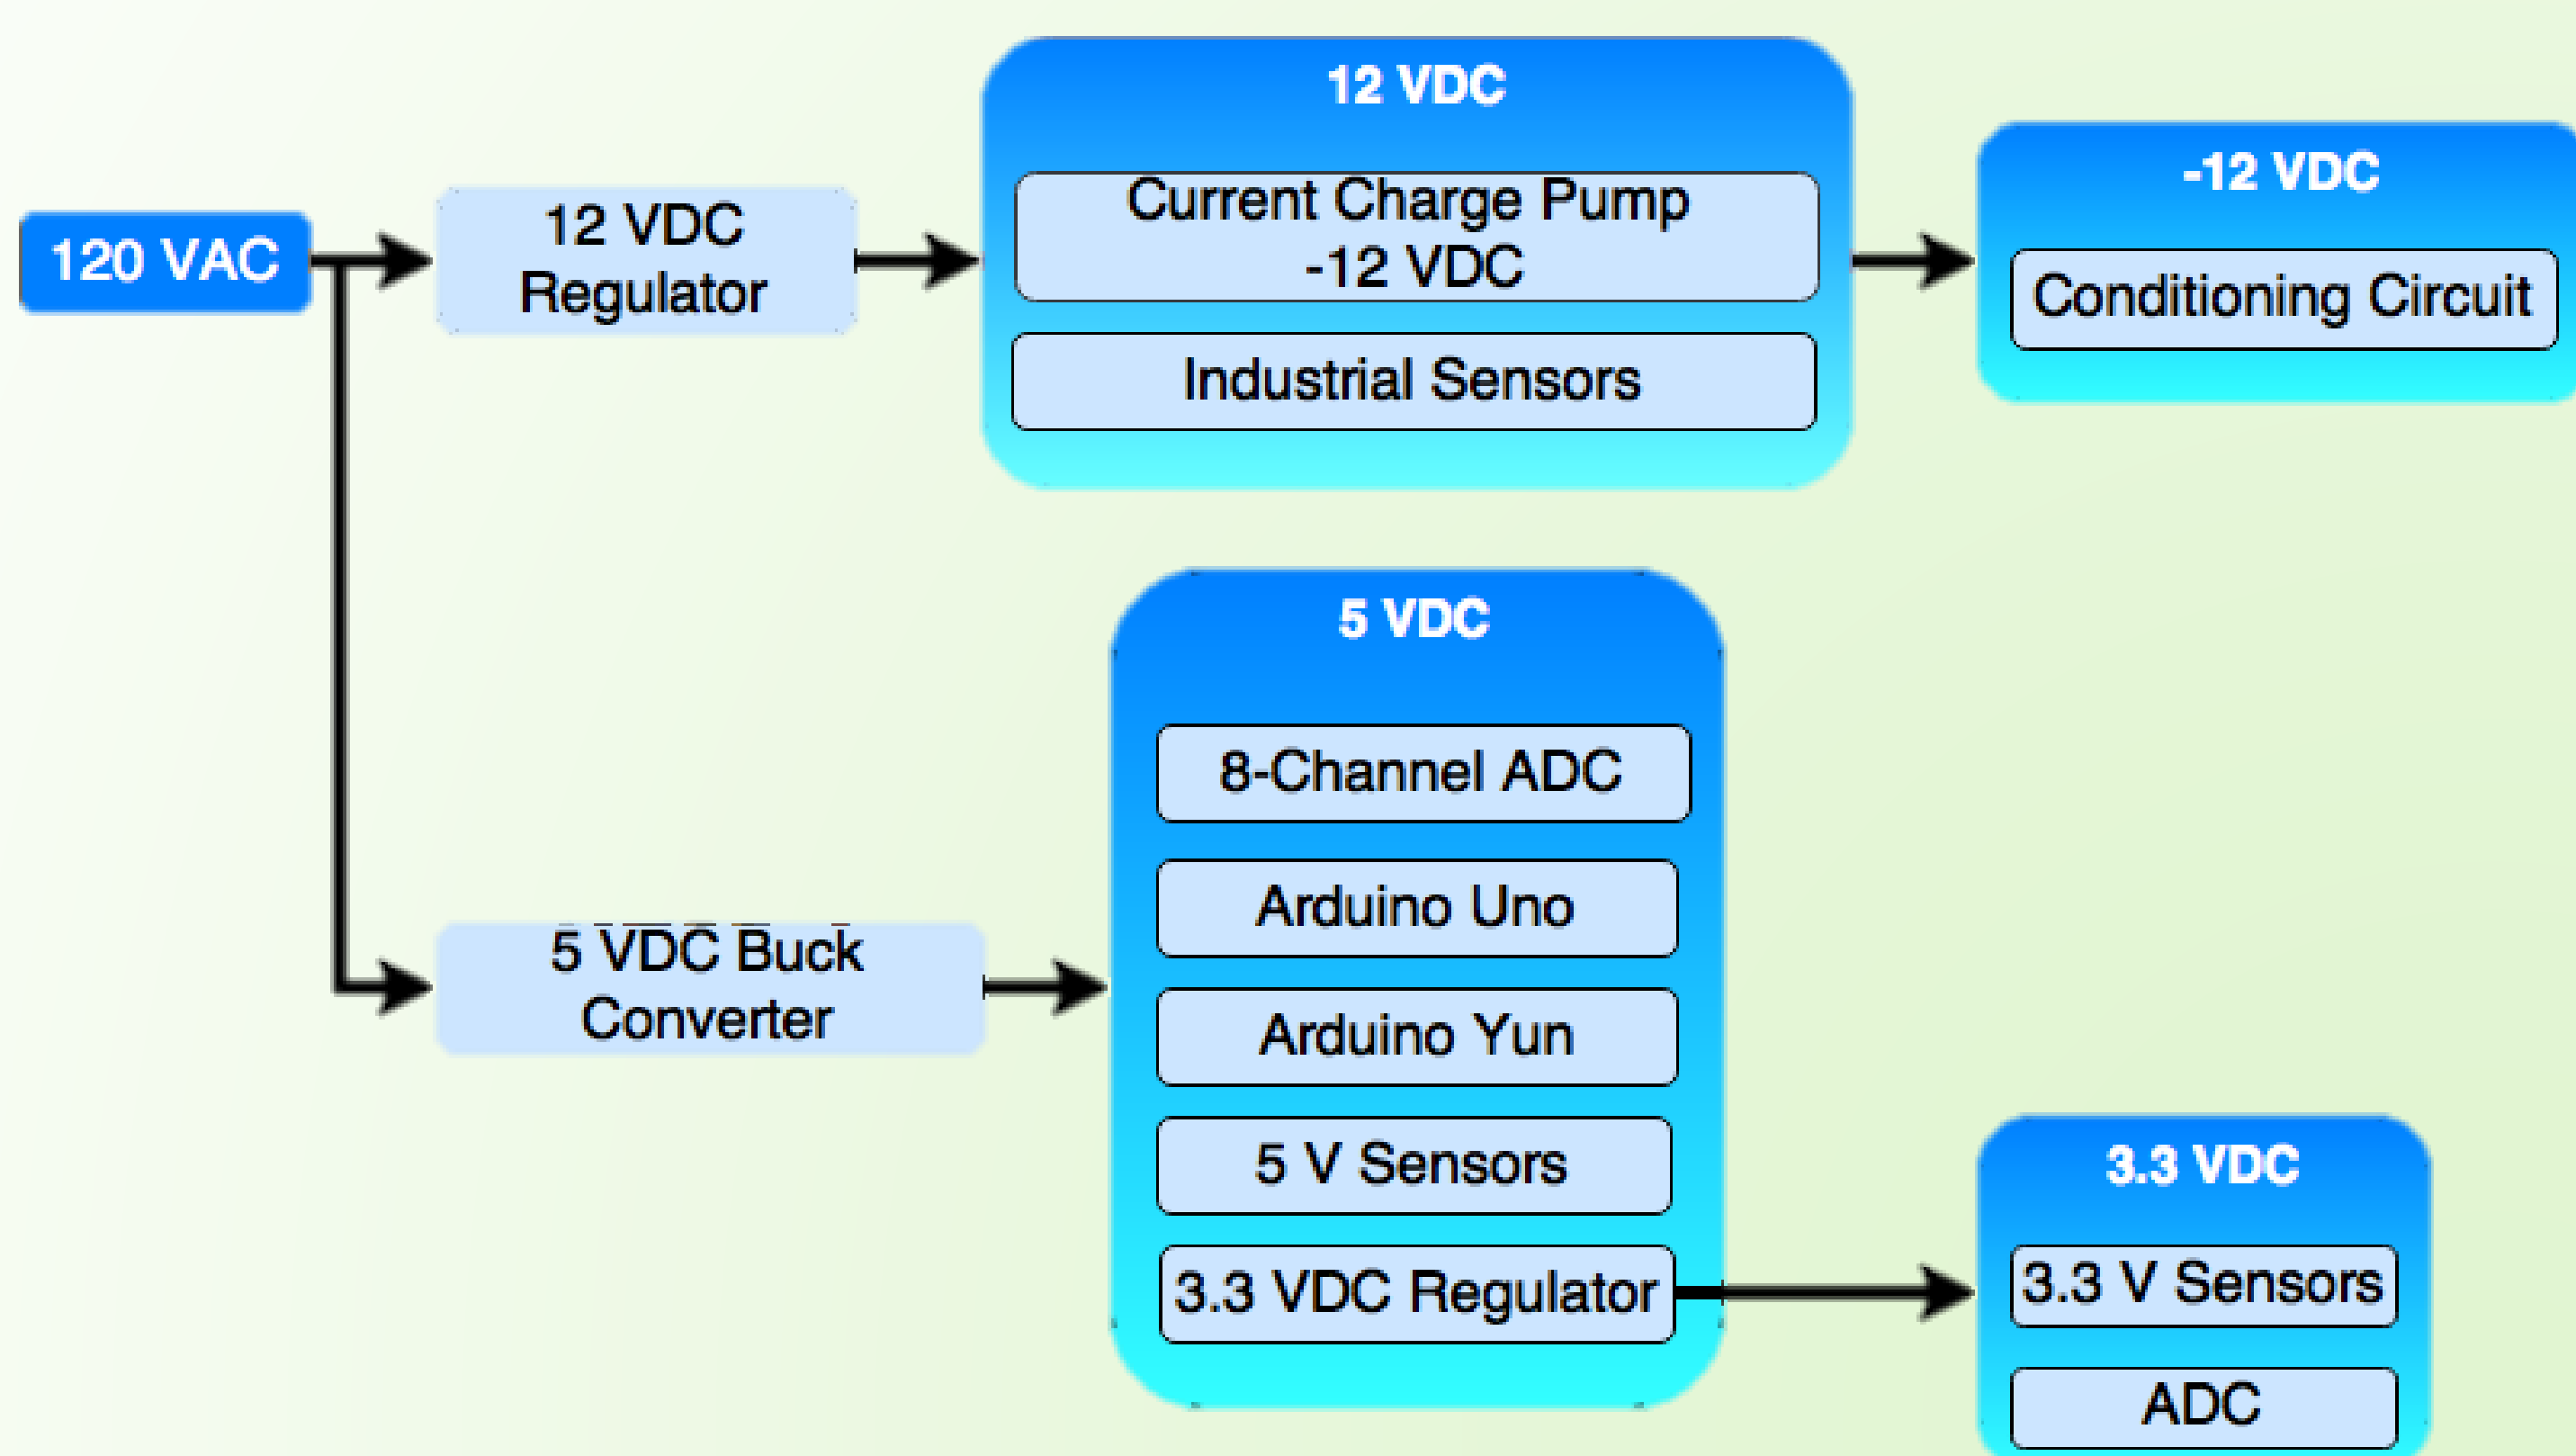 120 VAC
12 VDC
Regulator
12 VDC
Current Charge Pump
-12 VDC
Industrial Sensors
-12 VDC
Conditioning Circuit
5 VDC Buck
Converter
5 VDC
8-Channel ADC
Arduino Uno
Arduino Yun
5 V Sensors
3.3 VDC Regulator
3.3 VDC
3.3 V Sensors
ADC